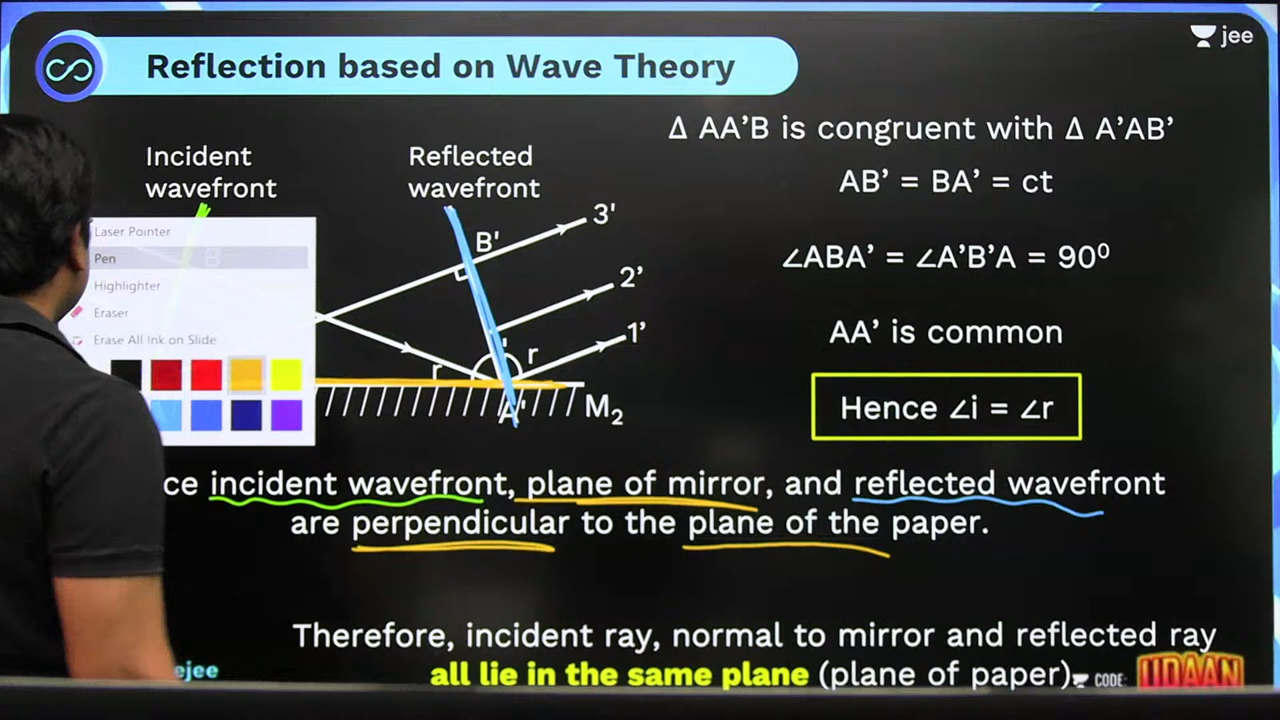 jee
Reflection based on Wave Theory
Δ AA’B is congruent with Δ A’AB’
Incident
wavefront
Reflected
wavefront
AB’ = BA’ = ct
3'
B'
Laser Pointer
Pen
B
∠ABA’ = ∠A’B’A = 90⁰
Highlighter
2’
Eraser
1’
AA’ is common
Erase All Ink on Slide
r
r
A'
M₂
Hence ∠i = ∠r
ce incident wavefront, plane of mirror, and reflected wavefront
are perpendicular to the plane of the paper.
Therefore, incident ray, normal to mirror and reflected ray
all lie in the same plane (plane of paper)
ejee
CODE:
UDAAN